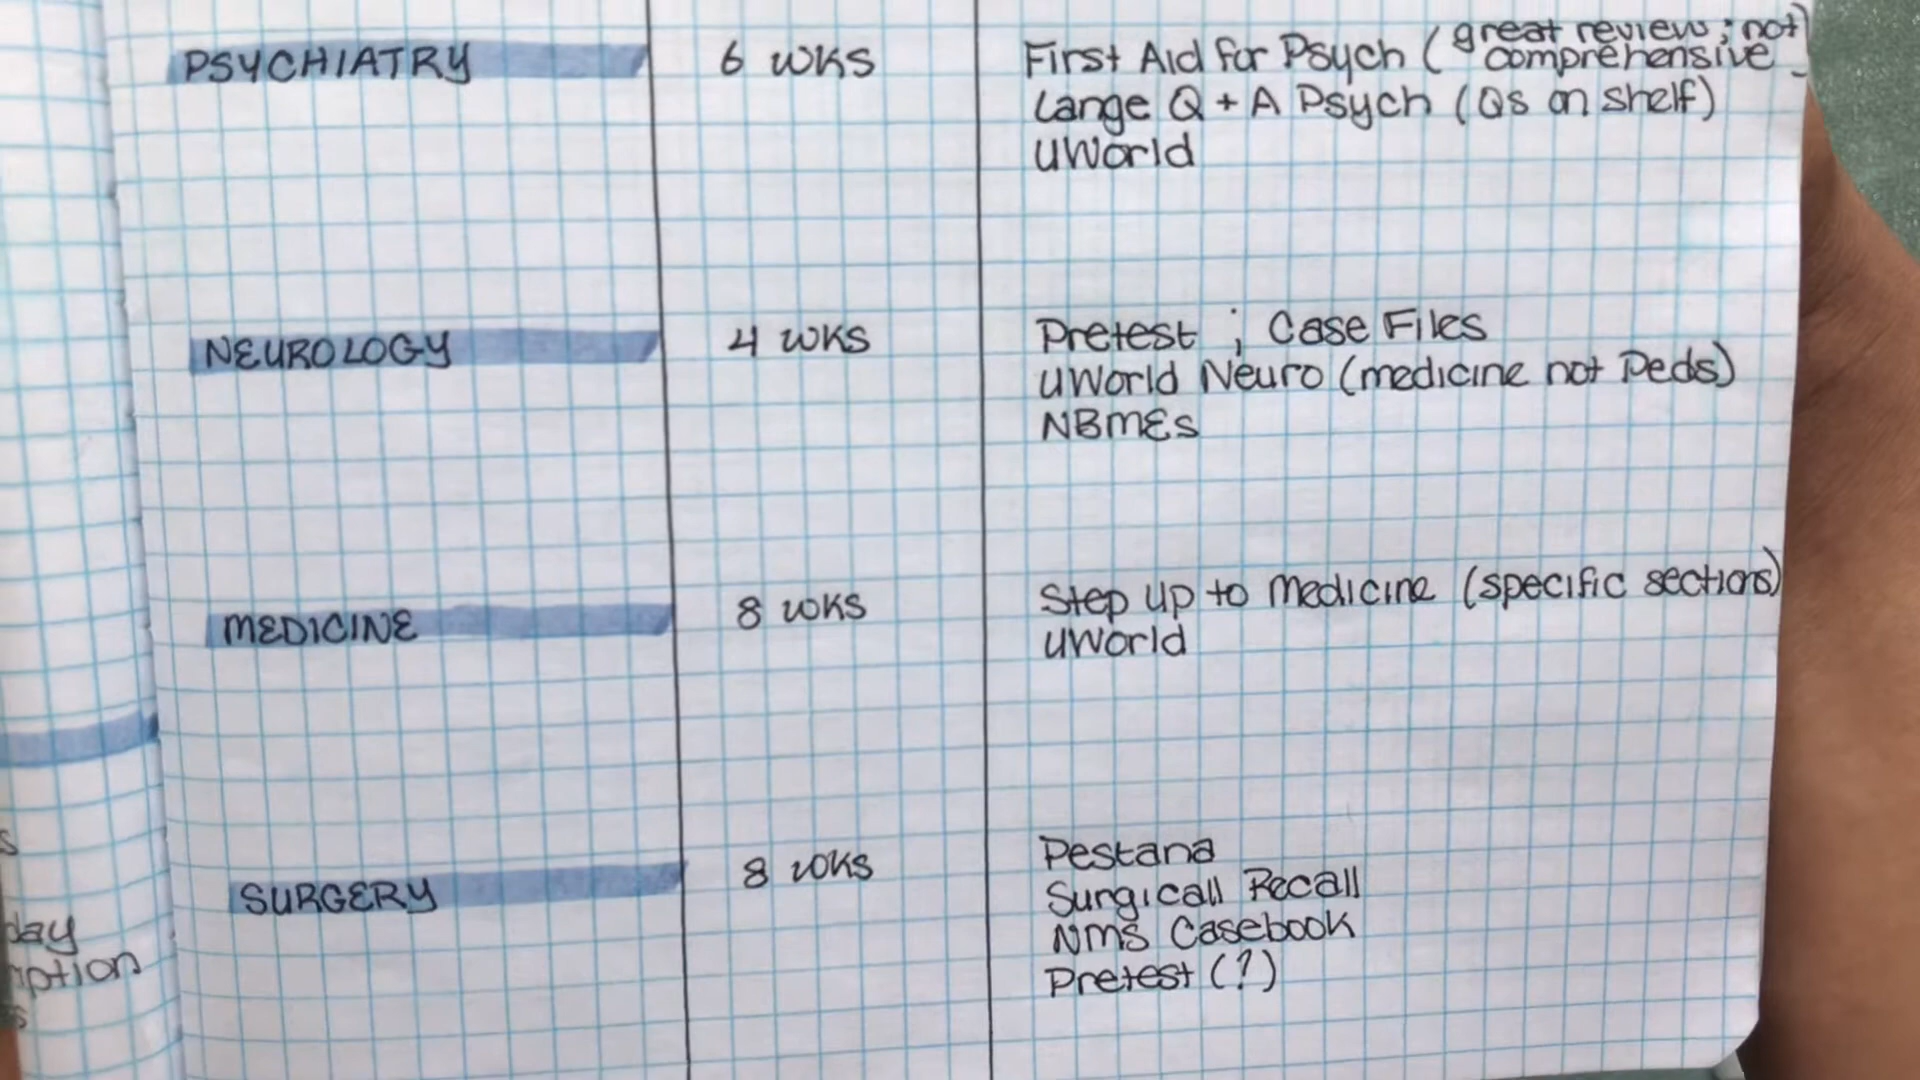 PSYCHIATRY 6 WKS First Aid for Psych (great review; not comprehensive)
Lange Q + A Psych (Qs on shelf)
UWorld
NEUROLOGY 4 WKS Pretest ; Case Files
UWorld Neuro (medicine not Peds)
NBMEs
MEDICINE 8 WKS Step Up to Medicine (specific sections)
UWorld
SURGERY 8 WKS Pestana
Surgicall Recall
NMS Casebook
Pretest (?)
day